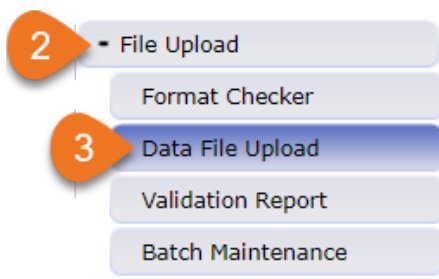 2 - File Upload
Format Checker
3 Data File Upload
Validation Report
Batch Maintenance